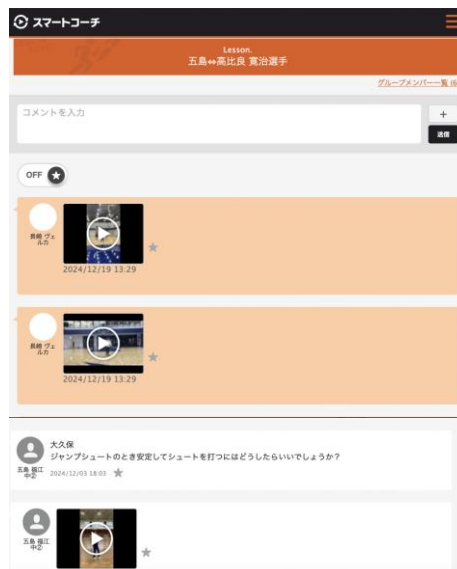 スマートコーチ
Lesson.
五島⇔高比良 寛治選手
グループメンバー一覧 (6
コメントを入力
+
送信
OFF
長崎 ヴェ
ルカ
2024/12/19 13:29
長崎 ヴェ
ルカ
2024/12/19 13:29
大久保
ジャンプシュートのとき安定してシュートを打つにはどうしたらいいでしょうか?
五島 福江
中②
2024/12/03 18:03
五島 福江
中②